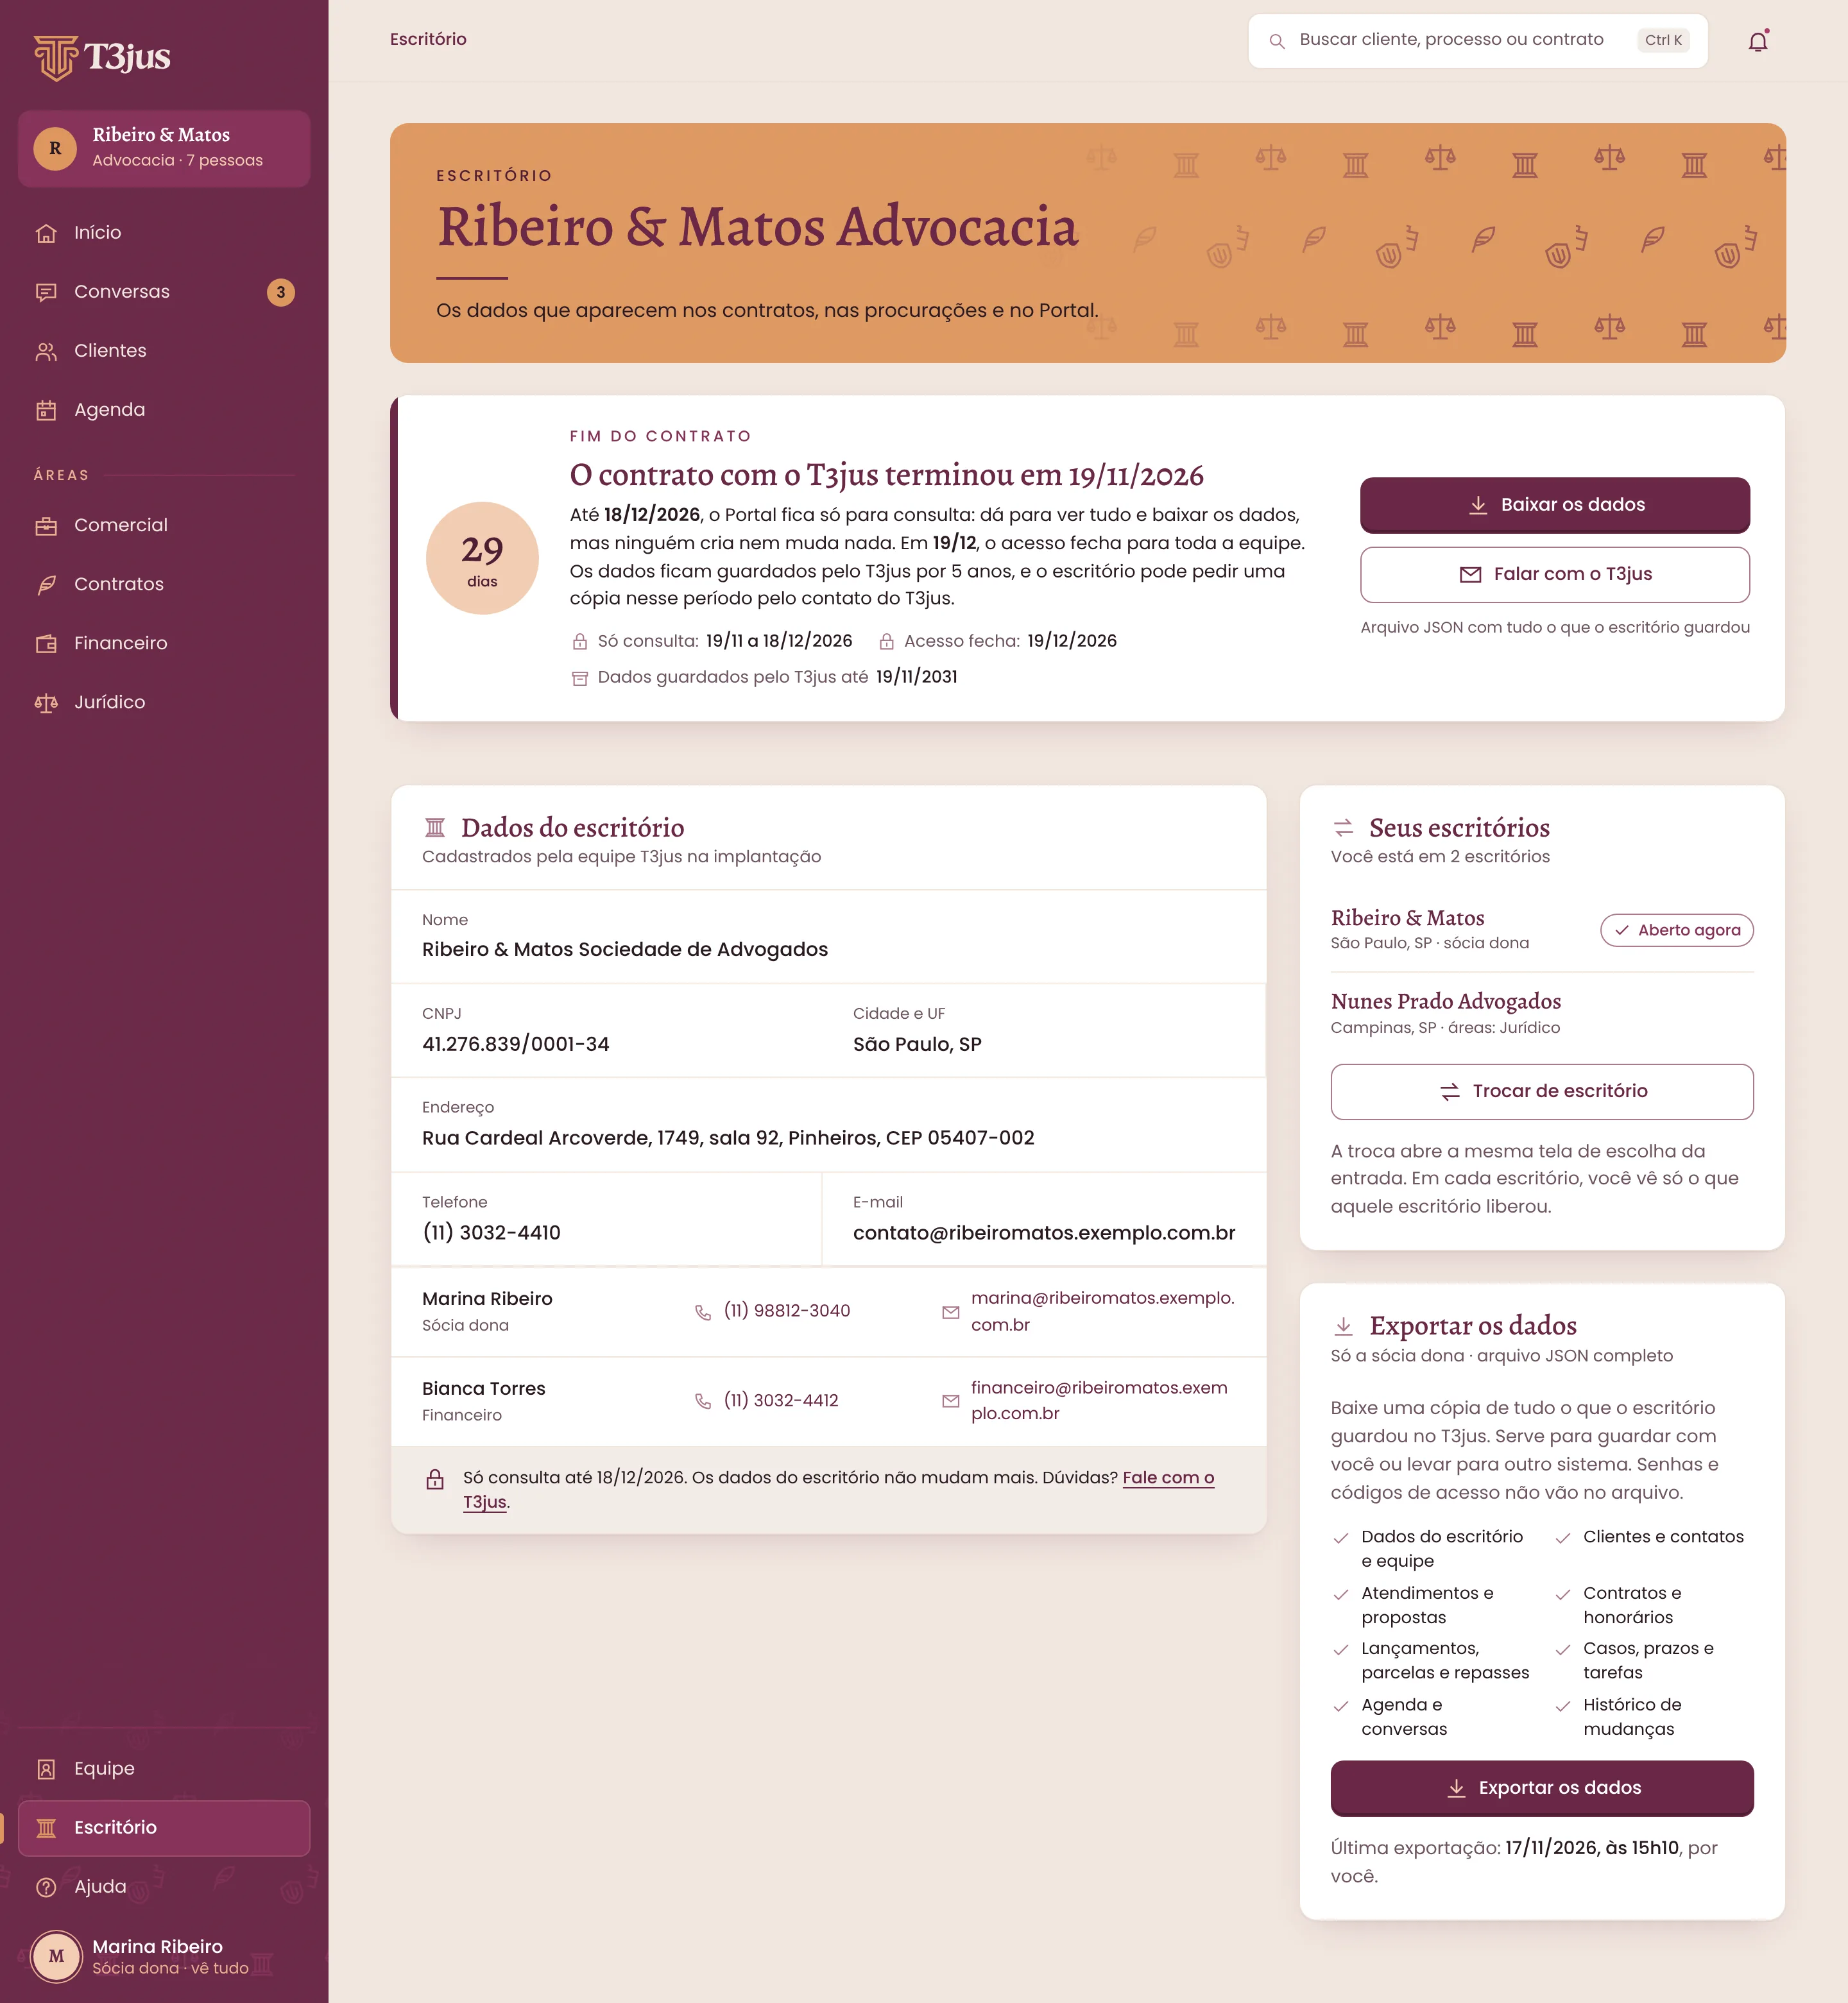 T3jus
R
Ribeiro & Matos
Advocacia · 7 pessoas
Início
Conversas
3
Clientes
Agenda
ÁREAS
Comercial
Contratos
Financeiro
Jurídico
Equipe
Escritório
Ajuda
M
Marina Ribeiro
Sócia dona · vê tudo
Escritório
Buscar cliente, processo ou contrato
Ctrl K
ESCRITÓRIO
Ribeiro & Matos Advocacia
Os dados que aparecem nos contratos, nas procurações e no Portal.
29
dias
FIM DO CONTRATO
O contrato com o T3jus terminou em 19/11/2026
Até 18/12/2026, o Portal fica só para consulta: dá para ver tudo e baixar os dados,
mas ninguém cria nem muda nada. Em 19/12, o acesso fecha para toda a equipe.
Os dados ficam guardados pelo T3jus por 5 anos, e o escritório pode pedir uma
cópia nesse período pelo contato do T3jus.
Só consulta: 19/11 a 18/12/2026
Acesso fecha: 19/12/2026
Dados guardados pelo T3jus até 19/11/2031
Baixar os dados
Falar com o T3jus
Arquivo JSON com tudo o que o escritório guardou
Dados do escritório
Cadastrados pela equipe T3jus na implantação
Nome
Ribeiro & Matos Sociedade de Advogados
CNPJ
41.276.839/0001-34
Cidade e UF
São Paulo, SP
Endereço
Rua Cardeal Arcoverde, 1749, sala 92, Pinheiros, CEP 05407-002
Telefone
(11) 3032-4410
E-mail
contato@ribeiromatos.exemplo.com.br
Marina Ribeiro
Sócia dona
(11) 98812-3040
marina@ribeiromatos.exemplo.
com.br
Bianca Torres
Financeiro
(11) 3032-4412
financeiro@ribeiromatos.exem
plo.com.br
Só consulta até 18/12/2026. Os dados do escritório não mudam mais. Dúvidas? Fale com o
T3jus.
Seus escritórios
Você está em 2 escritórios
Ribeiro & Matos
São Paulo, SP · sócia dona
Aberto agora
Nunes Prado Advogados
Campinas, SP · áreas: Jurídico
Trocar de escritório
A troca abre a mesma tela de escolha da
entrada. Em cada escritório, você vê só o que
aquele escritório liberou.
Exportar os dados
Só a sócia dona · arquivo JSON completo
Baixe uma cópia de tudo o que o escritório
guardou no T3jus. Serve para guardar com
você ou levar para outro sistema. Senhas e
códigos de acesso não vão no arquivo.
Dados do escritório
e equipe
Clientes e contatos
Atendimentos e
propostas
Contratos e
honorários
Lançamentos,
parcelas e repasses
Casos, prazos e
tarefas
Agenda e
conversas
Histórico de
mudanças
Exportar os dados
Última exportação: 17/11/2026, às 15h10, por
você.